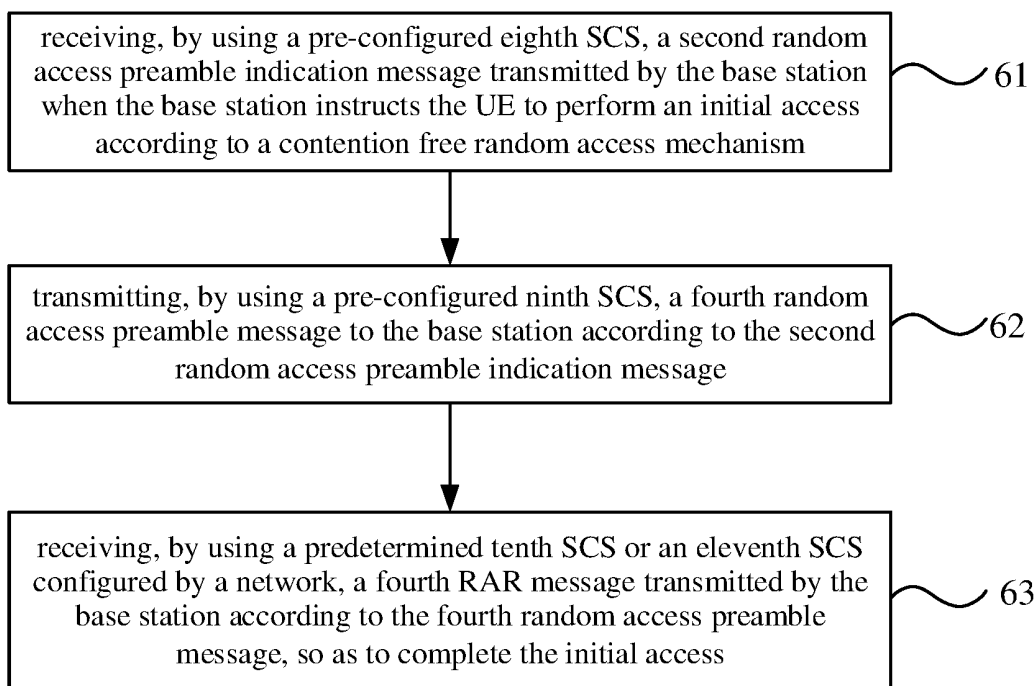 receiving, by using a pre-configured eighth SCS, a second random
access preamble indication message transmitted by the base station
when the base station instructs the UE to perform an initial access
according to a contention free random access mechanism
61
transmitting, by using a pre-configured ninth SCS, a fourth random
access preamble message to the base station according to the second
random access preamble indication message
62
receiving, by using a predetermined tenth SCS or an eleventh SCS
configured by a network, a fourth RAR message transmitted by the
base station according to the fourth random access preamble
message, so as to complete the initial access
63